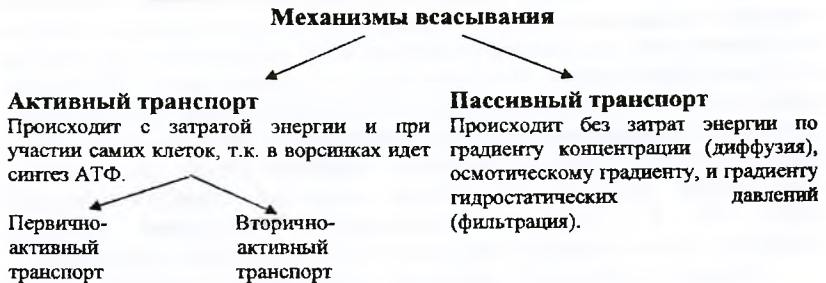 Механизмы всасывания
Активный транспорт
Происходит с затратой энергии и при
участии самих клеток, т.к. в ворсинках идет
синтез АТФ.
Первично-
активный
транспорт
Вторично-
активный
транспорт
Пассивный транспорт
Происходит без затрат энергии по
градиенту концентрации (диффузия),
осмотическому градиенту, и градиенту
гидростатических давлений
(фильтрация).